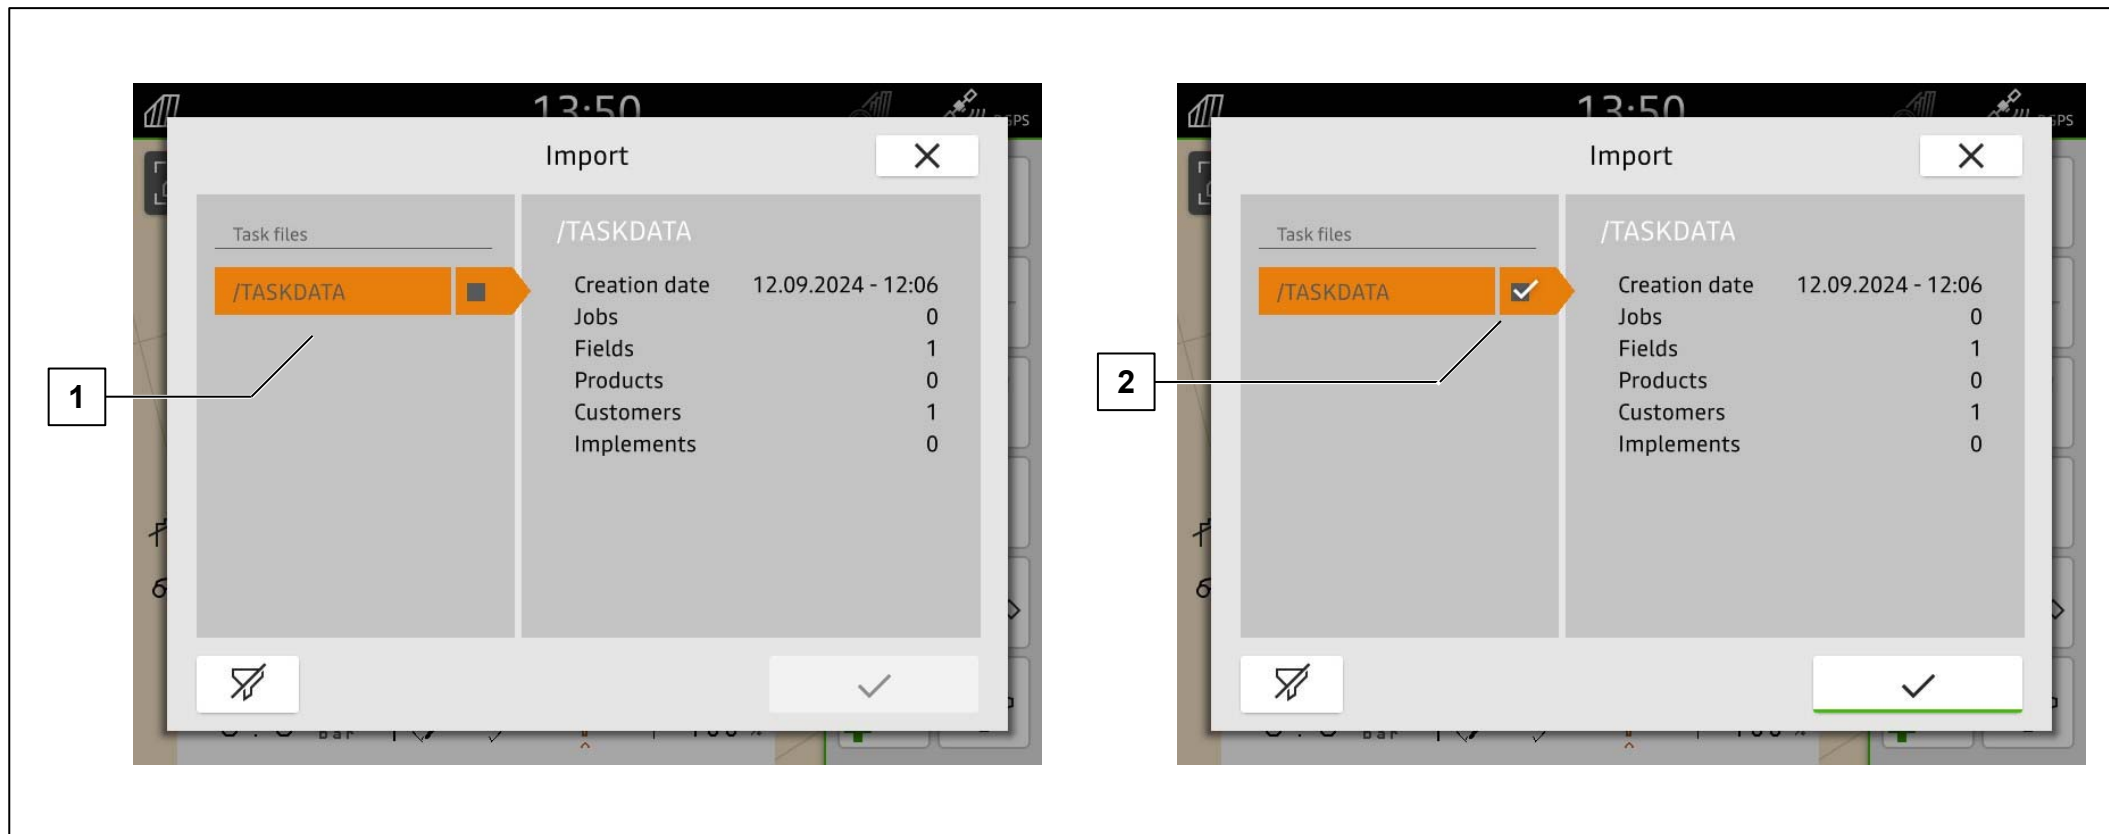 13:50
Import
Task files
/TASKDATA
/TASKDATA
Creation date 12.09.2024 - 12:06
Jobs 0
Fields 1
Products 0
Customers 1
Implements 0
1
13:50
Import
Task files
/TASKDATA
/TASKDATA
Creation date 12.09.2024 - 12:06
Jobs 0
Fields 1
Products 0
Customers 1
Implements 0
2